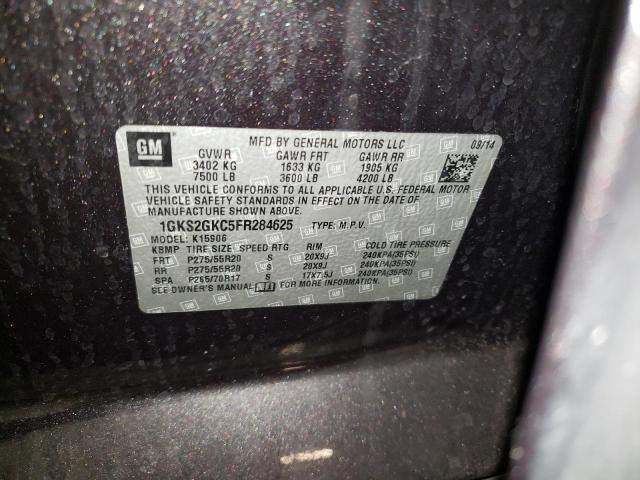 GM
MFD BY GENERAL MOTORS LLC 09/14
GVWR GAWR FRT GAWR RR
3402 KG 1633 KG 1905 KG
7500 LB 3600 LB 4200 LB
THIS VEHICLE CONFORMS TO ALL APPLICABLE U.S. FEDERAL MOTOR
VEHICLE SAFETY STANDARDS IN EFFECT ON THE DATE OF
MANUFACTURE SHOWN ABOVE.
1GKS2GKC5FR284625 TYPE: M.P.V.
MODEL: K15906
KBMP TIRE SIZE SPEED RTG RIM COLD TIRE PRESSURE
FRT P275/55R20 S 20X9J 240KPA(35PSI)
RR P275/55R20 S 20X9J 240KPA(35PSI)
SPA P265/70R17 S 17X7.5J 240KPA(35PSI)
SEE OWNER'S MANUAL FOR MORE INFORMATION.